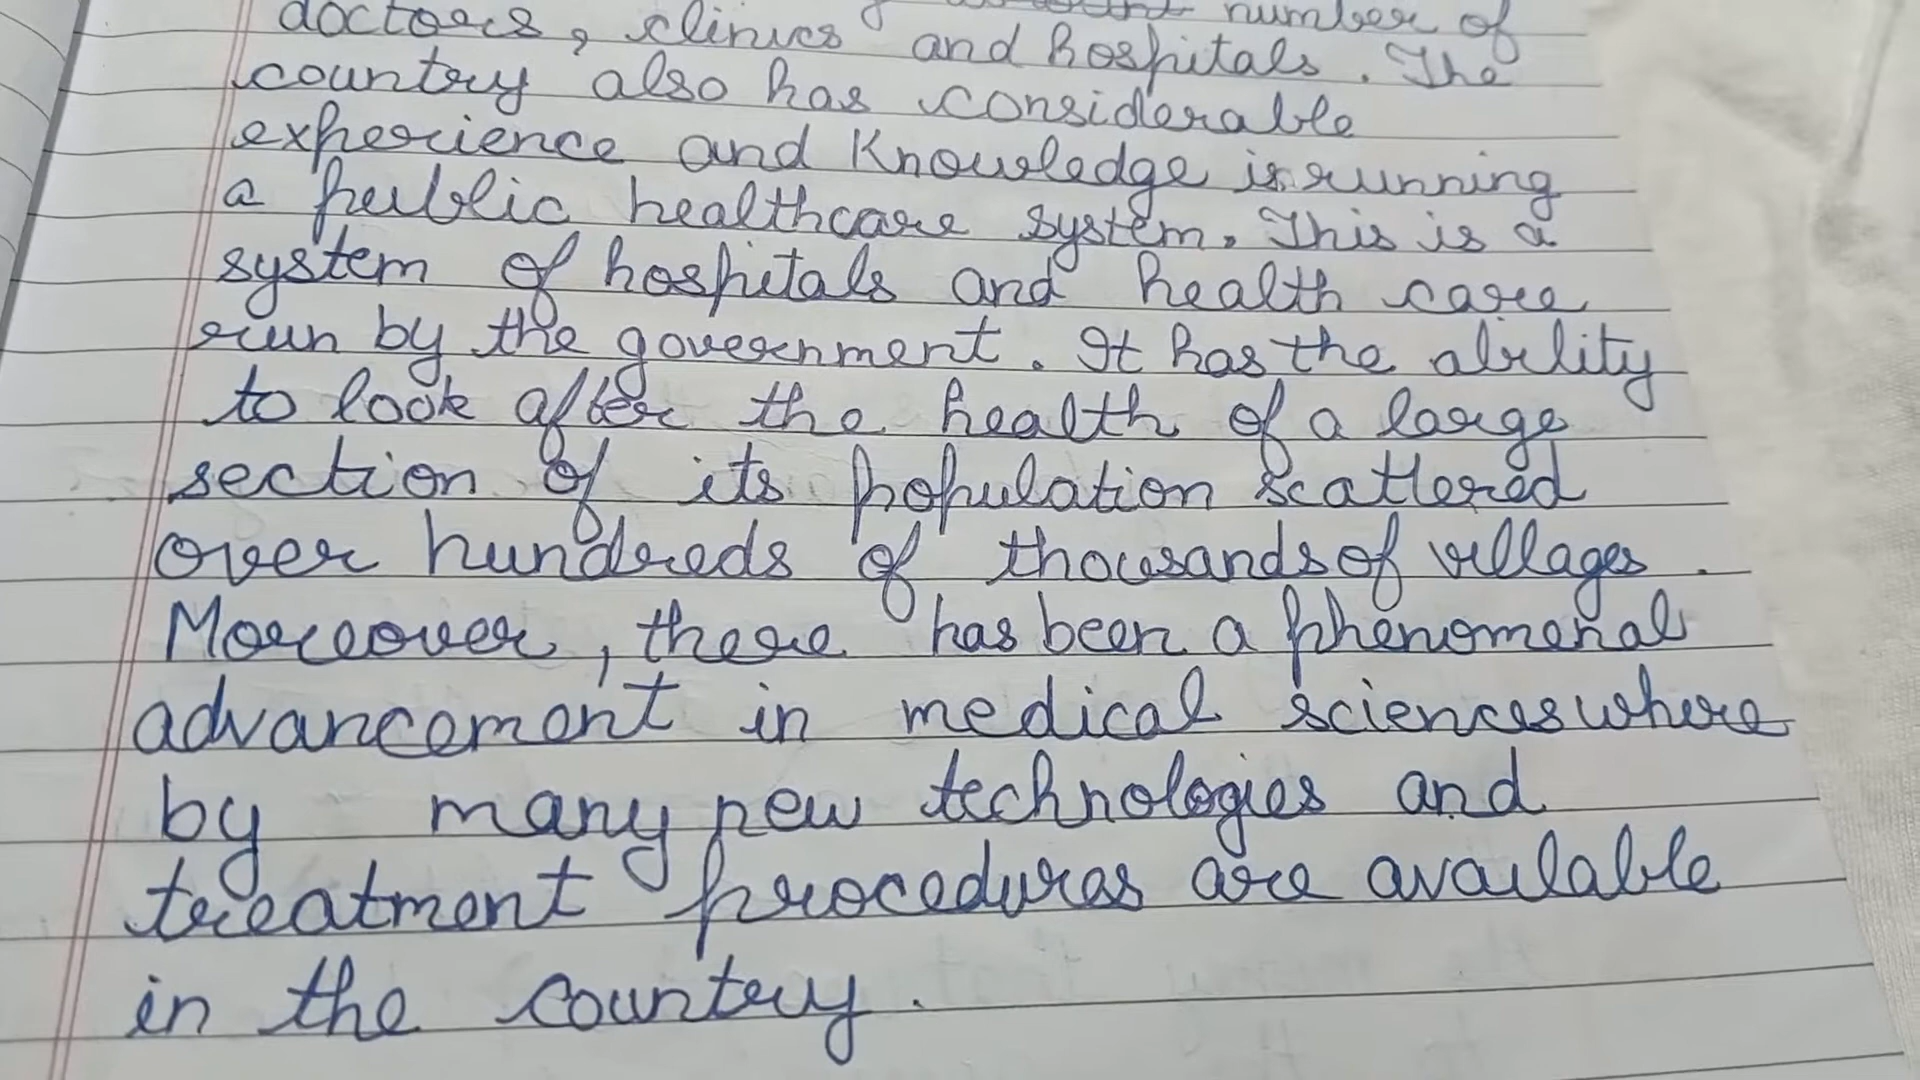 number of
doctors, clinics and hospitals. The
country also has considerable
experience and Knowledge is running
a public healthcare system. This is a
system of hospitals and health care
run by the government. It has the ability
to look after the health of a large
section of its population scattered
over hundreds of thousands of villages.
Moreover, there has been a phenomenal
advancement in medical sciences where
by many new technologies and
treatment procedures are available
in the country.